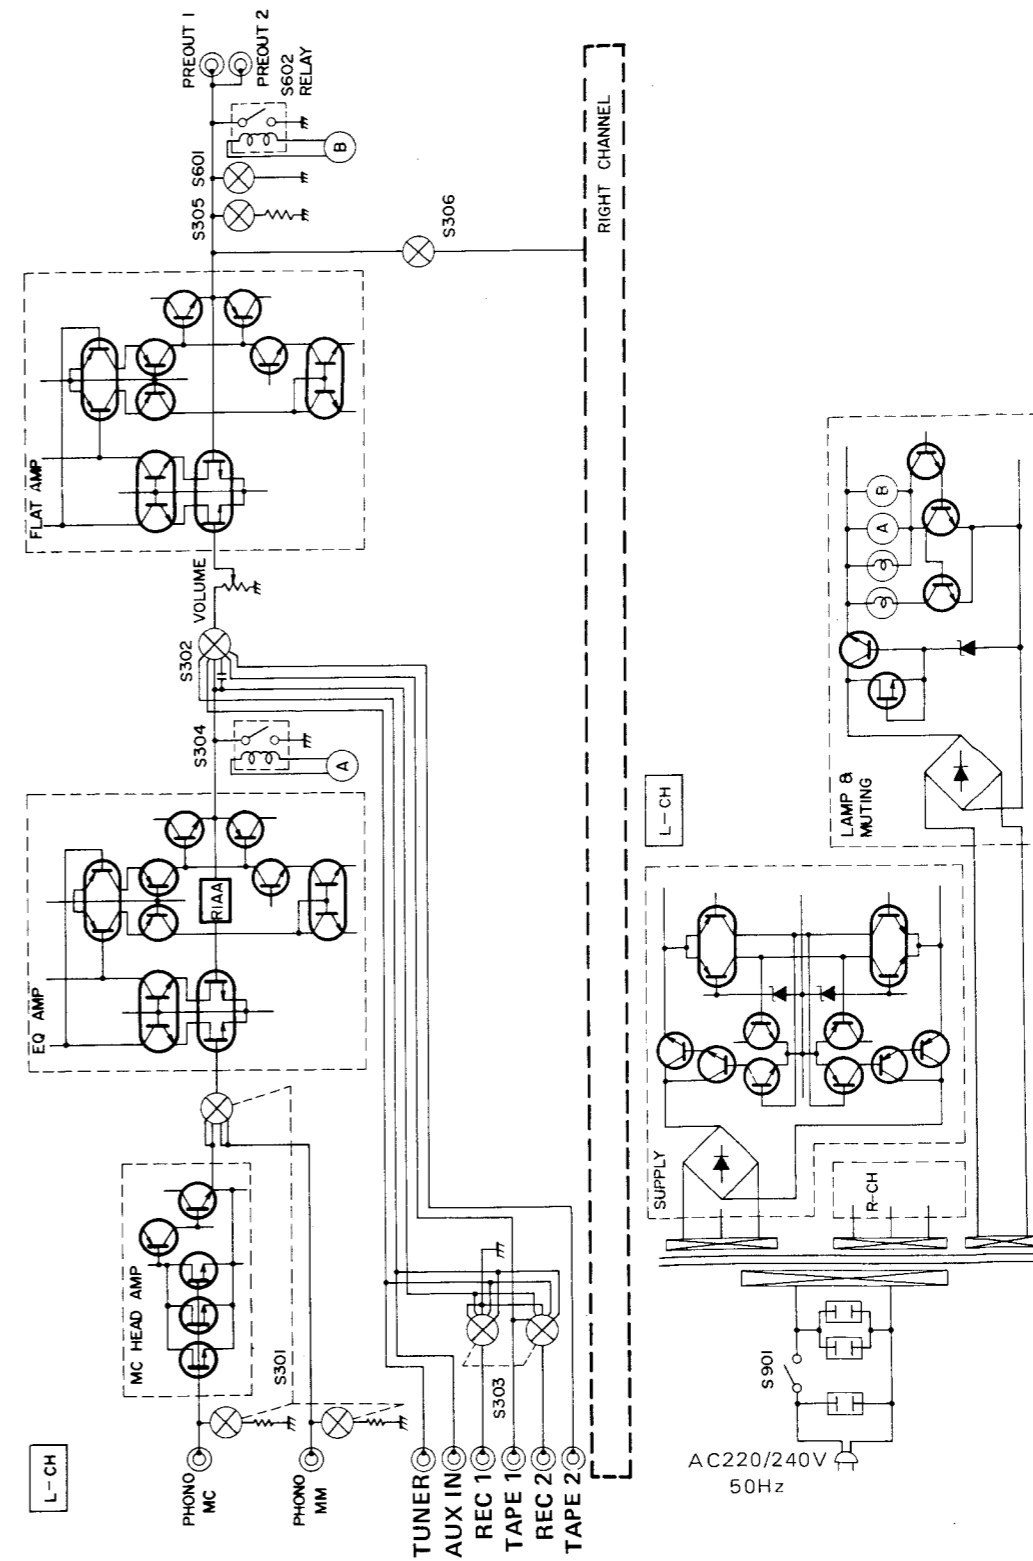 L-CH
PHONO
MC
PHONO
MM
TUNER
AUX IN
REC 1
TAPE 1
REC 2
TAPE 2
MC HEAD AMP
S301
S303
EQ AMP
RIAA
S304
A
S302
VOLUME
FLAT AMP
S306
S305
S601
B
S602
RELAY
PREOUT 1
PREOUT 2
RIGHT CHANNEL
L-CH
AC220/240V
50Hz
S901
SUPPLY
R-CH
LAMP &
MUTING
A
B